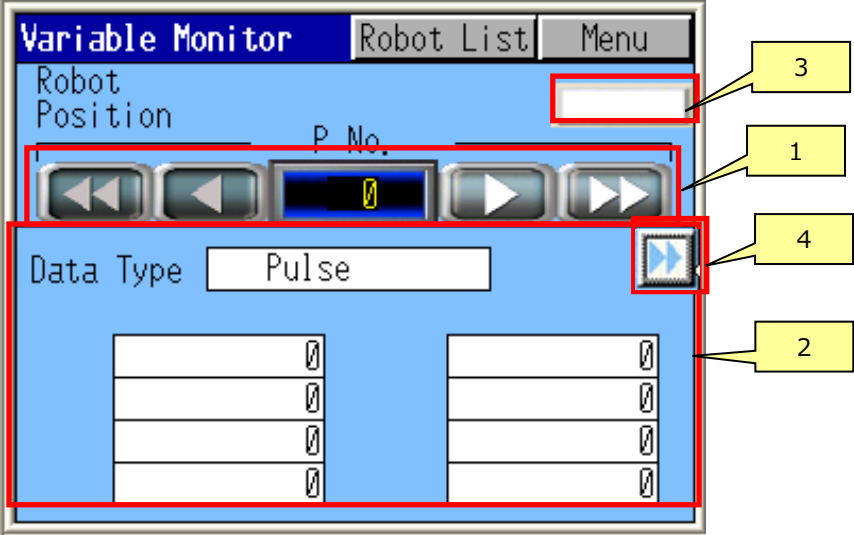 Variable Monitor Robot List Menu
Robot
Position
3
P No.
1
0
4
Data Type Pulse
2
0 0
0 0
0 0
0 0